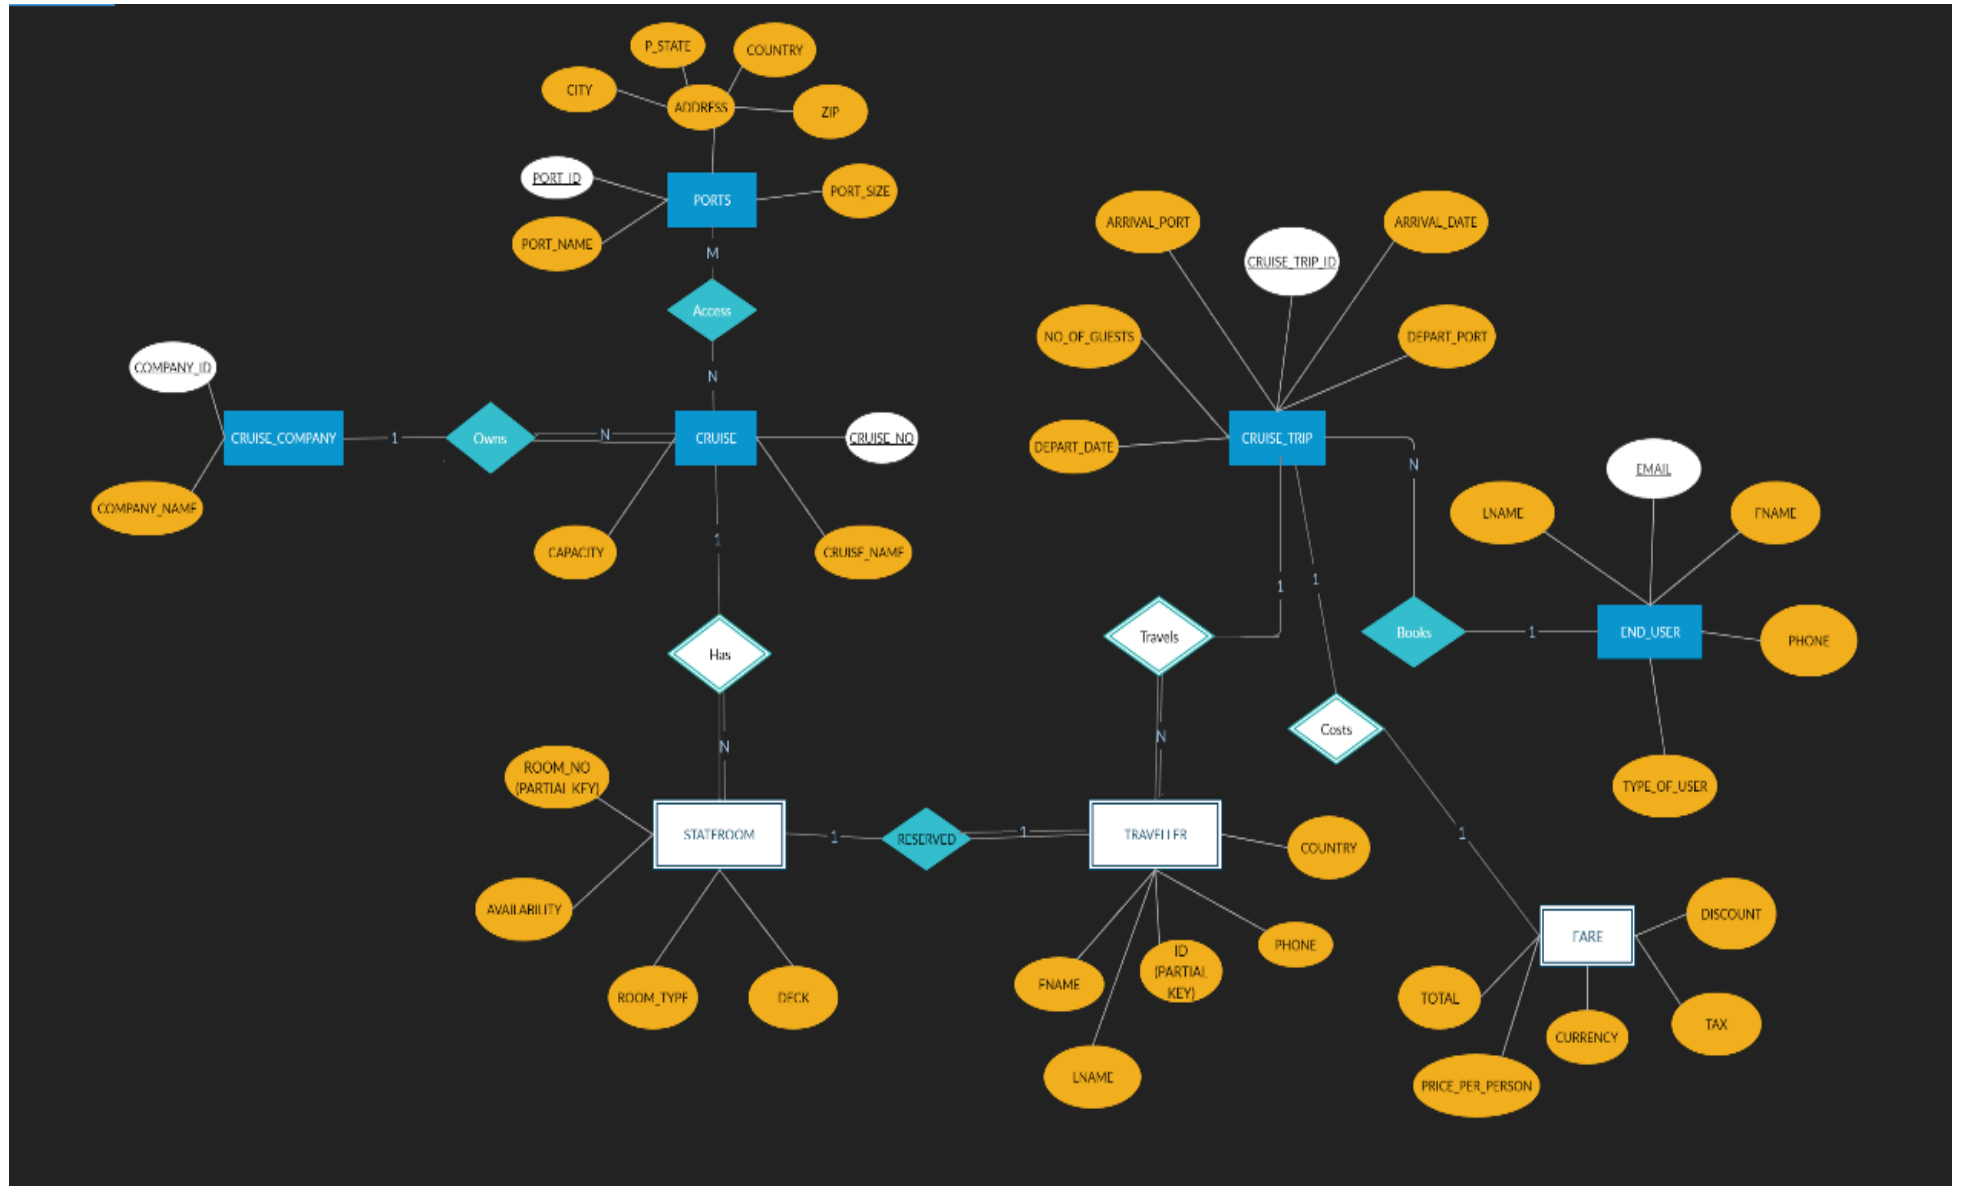 P_STATE
COUNTRY
CITY
ADDRESS
ZIP
PORT_ID
PORTS
PORT_SIZE
PORT_NAME
M
Access
N
ARRIVAL_PORT
ARRIVAL_DATE
CRUISE_TRIP_ID
NO_OF_GUESTS
DEPART_PORT
COMPANY_ID
CRUISE_COMPANY
1
Owns
N
CRUISE
CRUISE_NO
DEPART_DATE
CRUISE_TRIP
N
EMAIL
COMPANY_NAME
LNAME
FNAME
CAPACITY
CRUISE_NAME
1
1
1
Has
Travels
Books
1
END_USER
PHONE
Costs
N
N
ROOM_NO
(PARTIAL KEY)
TYPE_OF_USER
STATEROOM
1
RESERVED
1
TRAVELLER
COUNTRY
1
AVAILABILITY
DISCOUNT
FARE
PHONE
ID
(PARTIAL
KEY)
FNAME
ROOM_TYPE
DECK
TOTAL
CURRENCY
TAX
LNAME
PRICE_PER_PERSON